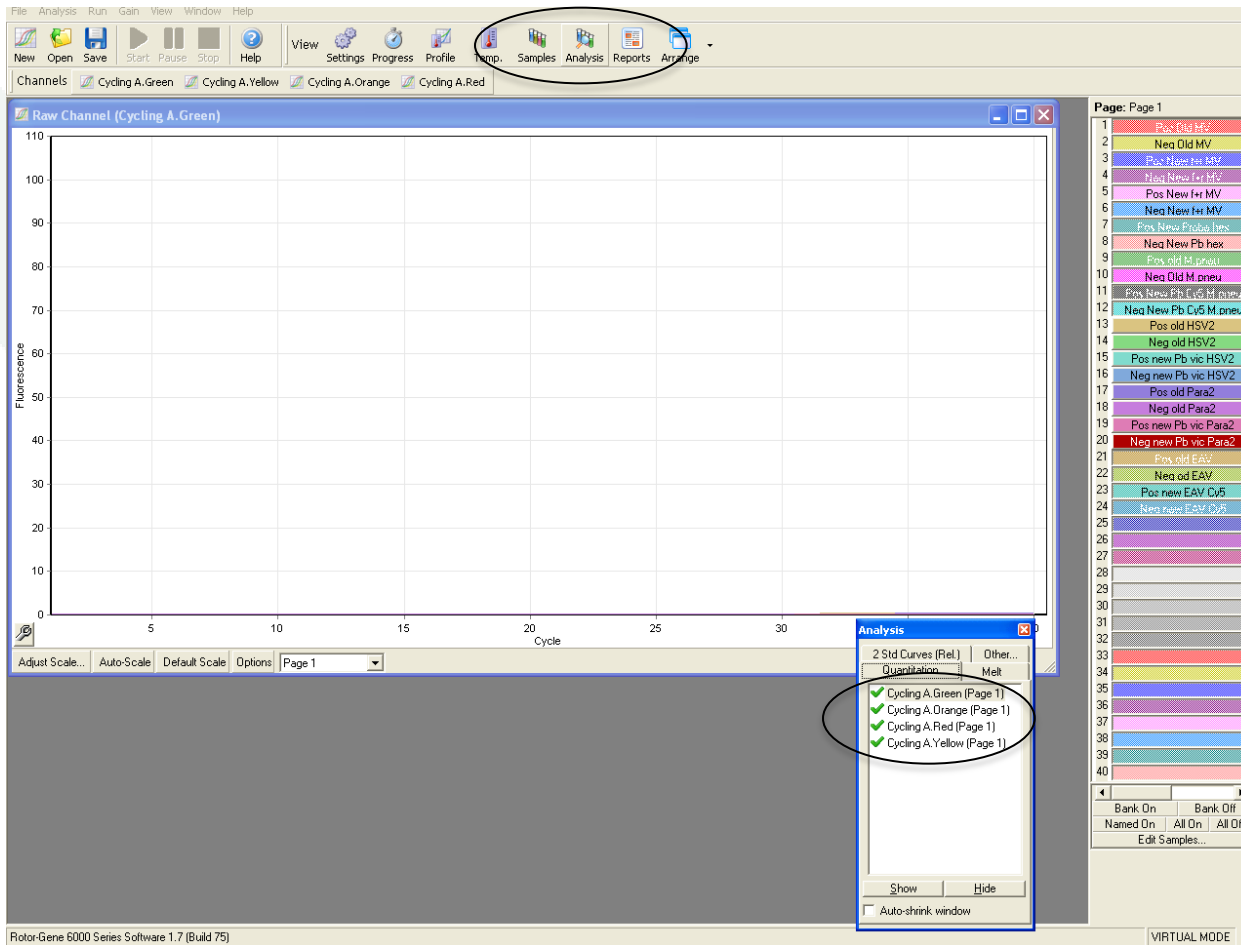 File Analysis Run Gain View Window Help
New Open Save Start Pause Stop Help View Settings Progress Profile Temp. Samples Analysis Reports Arrange
Channels Cycling A.Green Cycling A.Yellow Cycling A.Orange Cycling A.Red
Raw Channel (Cycling A.Green)
110
100
90
80
70
60
50
40
30
20
10
0
Fluorescence
5 10 15 20 25 30
Cycle
Adjust Scale... Auto-Scale Default Scale Options Page 1
Analysis
2 Std Curves (Rel.) Other...
Quantitation Melt
Cycling A.Green (Page 1)
Cycling A.Orange (Page 1)
Cycling A.Red (Page 1)
Cycling A.Yellow (Page 1)
Show Hide
Auto-shrink window
Page: Page 1
1 Pos Old MV
2 Neg Old MV
3 Pos New f+r MV
4 Neg New f+r MV
5 Pos New f+r MV
6 Neg New f+r MV
7 Pos New Probe hex
8 Neg New Pb hex
9 Pos old M.pneu
10 Neg Old M.pneu
11 Pos New Pb Cy5 M.pneu
12 Neg New Pb Cy5 M.pneu
13 Pos old HSV2
14 Neg old HSV2
15 Pos new Pb vic HSV2
16 Neg new Pb vic HSV2
17 Pos old Para2
18 Neg old Para2
19 Pos new Pb vic Para2
20 Neg new Pb vic Para2
21 Pos old EAV
22 Neg od EAV
23 Pos new EAV Cy5
24 Neg new EAV Cy5
25
26
27
28
29
30
31
32
33
34
35
36
37
38
39
40
Bank On Bank Off
Named On All On All Of
Edit Samples...
Rotor-Gene 6000 Series Software 1.7 (Build 75)
VIRTUAL MODE